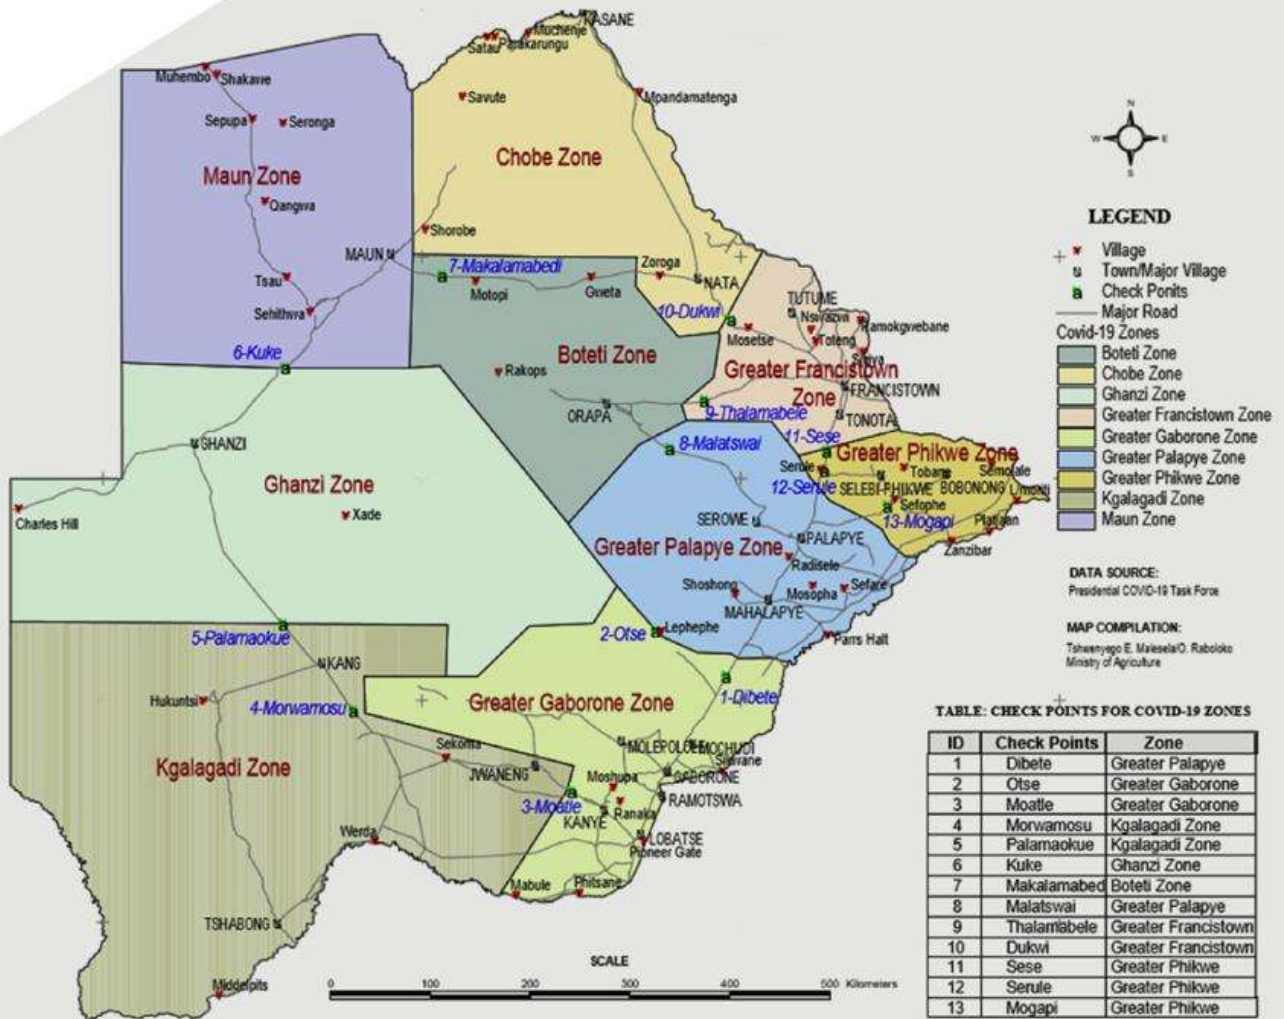 KASANE
Muchenje
Satau
Parakarungu
Muhembo
Shakawe
Savute
Mpandamatenga
Sepupa
Seronga
Chobe Zone
Maun Zone
Qangwa
Shorobe
MAUN
7-Makalamabedi
Zoroga
Tsau
Motopi
Gweta
NATA
Sehithwa
10-Dukwi
TUTUME
Nswazwi
Ramokgwebane
Mosetse
Toteng
6-Kuke
Boteti Zone
Rakops
Greater Francistown
Zone
FRANCISTOWN
ORAPA
9-Thalamabele
TONOTA
11-Sese
GHANZI
8-Malatswai
Greater Phikwe Zone
Serule
Tobane
Semolale
12-Serule
SELEBI-PHIKWE
BOBONONG
Ghanzi Zone
Sefophe
Charles Hill
Xade
SEROWE
13-Mogapi
Platjan
PALAPYE
Zanzibar
Greater Palapye Zone
Radisele
Shoshong
Mosopha
Sefare
MAHALAPYE
2-Otse
Lephephe
5-Palamaokue
Parrs Halt
KANG
1-Dibete
Hukuntsi
4-Morwamosu
Greater Gaborone Zone
MOLEPOLOLE
MOCHUDI
Sekoma
Kgalagadi Zone
JWANENG
Sikwane
GABORONE
Moshupa
3-Moatle
RAMOTSWA
Ranaka
KANYE
Werda
LOBATSE
Pioneer Gate
Mabule
Phitsane
TSHABONG
Middelpits
N
W
E
S
LEGEND
Village
Town/Major Village
a Check Ponits
Major Road
Covid-19 Zones
Boteti Zone
Chobe Zone
Ghanzi Zone
Greater Francistown Zone
Greater Gaborone Zone
Greater Palapye Zone
Greater Phikwe Zone
Kgalagadi Zone
Maun Zone
DATA SOURCE:
Presidential COVID-19 Task Force
MAP COMPILATION:
Tshwenyego E. Malesela/O. Raboloko
Ministry of Agriculture
TABLE: CHECK POINTS FOR COVID-19 ZONES
ID Check Points Zone
1 Dibete Greater Palapye
2 Otse Greater Gaborone
3 Moatle Greater Gaborone
4 Morwamosu Kgalagadi Zone
5 Palamaokue Kgalagadi Zone
6 Kuke Ghanzi Zone
7 Makalamabed Boteti Zone
8 Malatswai Greater Palapye
9 Thalamabele Greater Francistown
10 Dukwi Greater Francistown
11 Sese Greater Phikwe
12 Serule Greater Phikwe
13 Mogapi Greater Phikwe
SCALE
0 100 200 300 400 500 Kilometers